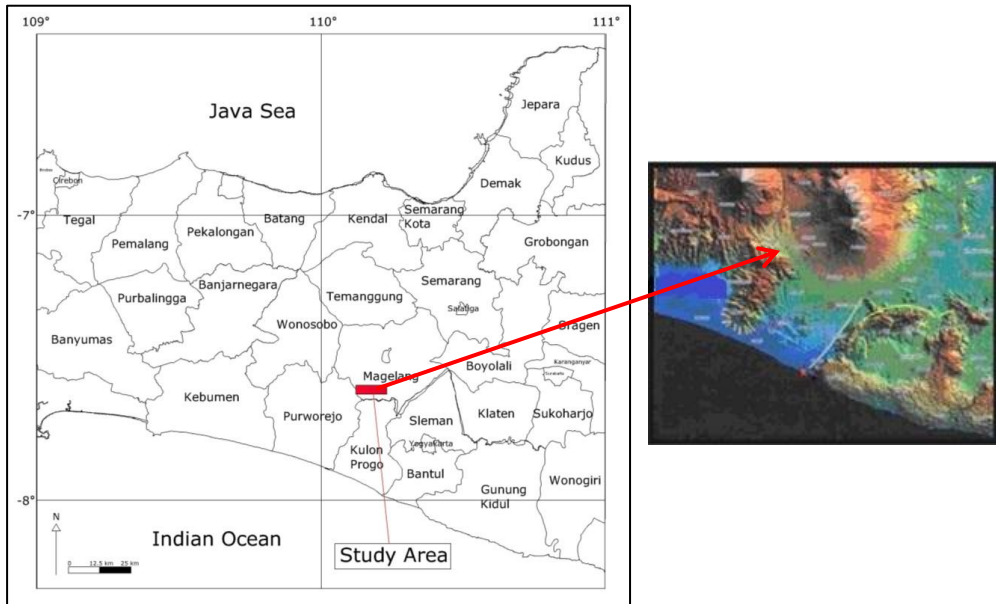 109°
110°
111°
Java Sea
Jepara
Kudus
Cirebon
Demak
Tegal
Pemalang
Pekalongan
Batang
Kendal
Semarang
Kota
-7°
Grobongan
Purbalingga
Banjarnegara
Temanggung
Semarang
Salatiga
Banyumas
Wonosobo
Sragen
Boyolali
Karanganyar
Magelang
Kebumen
Purworejo
Sleman
Klaten
Sukoharjo
Yogyakarta
Kulon
Progo
Bantul
Gunung
Kidul
Wonogiri
-8°
N
Indian Ocean
Study Area
0 12.5 km 25 km